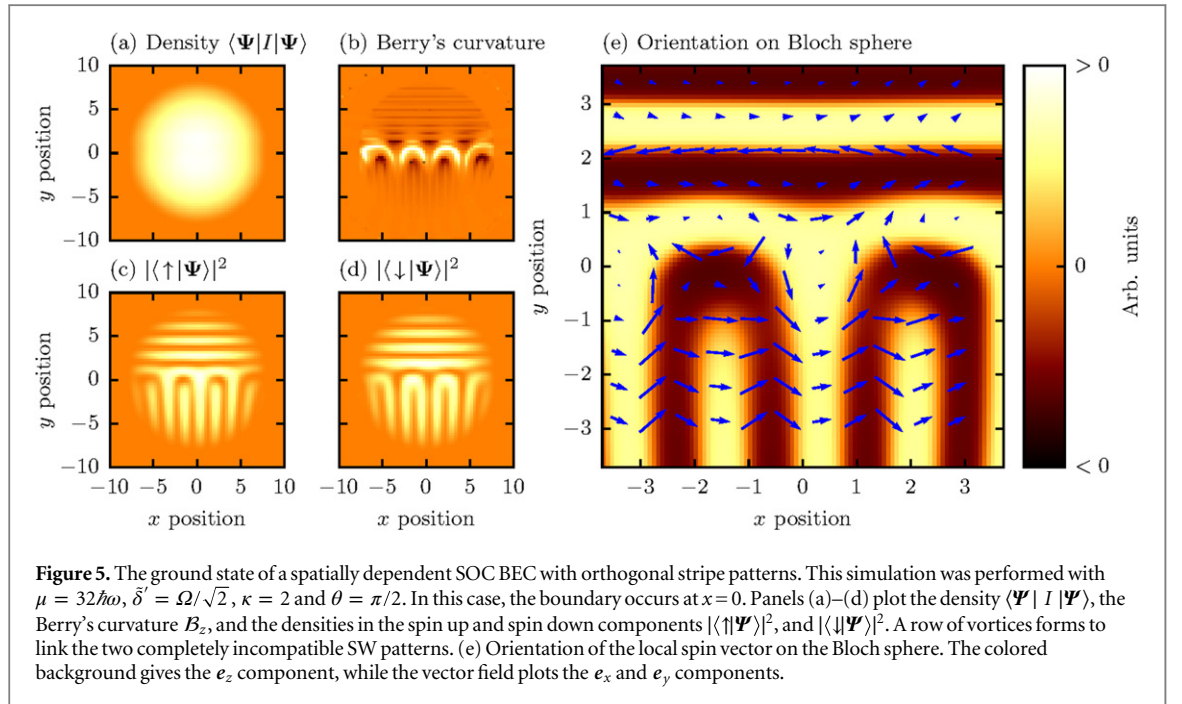 (a) Density ⟨Ψ|I|Ψ⟩
(b) Berry's curvature
(e) Orientation on Bloch sphere
10
5
0
−5
−10
y position
3
2
1
0
−1
−2
−3
y position
> 0
0
< 0
Arb. units
(c) |⟨↑|Ψ⟩|²
(d) |⟨↓|Ψ⟩|²
10
5
0
−5
−10
y position
−10 −5 0 5 10
−5 0 5 10
x position
x position
−3 −2 −1 0 1 2 3
x position
Figure 5. The ground state of a spatially dependent SOC BEC with orthogonal stripe patterns. This simulation was performed with
μ = 32ℏω, δ̃′ = Ω/√2, κ = 2 and θ = π/2. In this case, the boundary occurs at x=0. Panels (a)–(d) plot the density ⟨Ψ| I |Ψ⟩, the
Berry's curvature ℬz, and the densities in the spin up and spin down components |⟨⇑|Ψ⟩|², and |⟨⇓|Ψ⟩|². A row of vortices forms to
link the two completely incompatible SW patterns. (e) Orientation of the local spin vector on the Bloch sphere. The colored
background gives the ez component, while the vector field plots the ex and ey components.